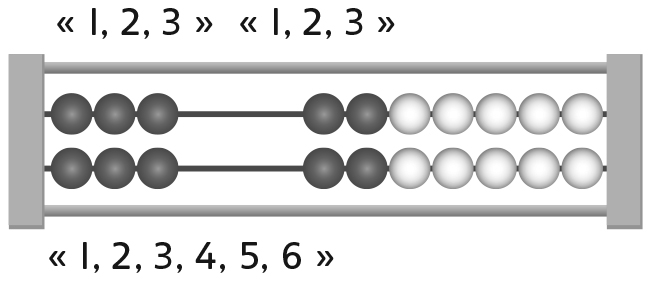 « 1, 2, 3 » « 1, 2, 3 »
« 1, 2, 3, 4, 5, 6 »